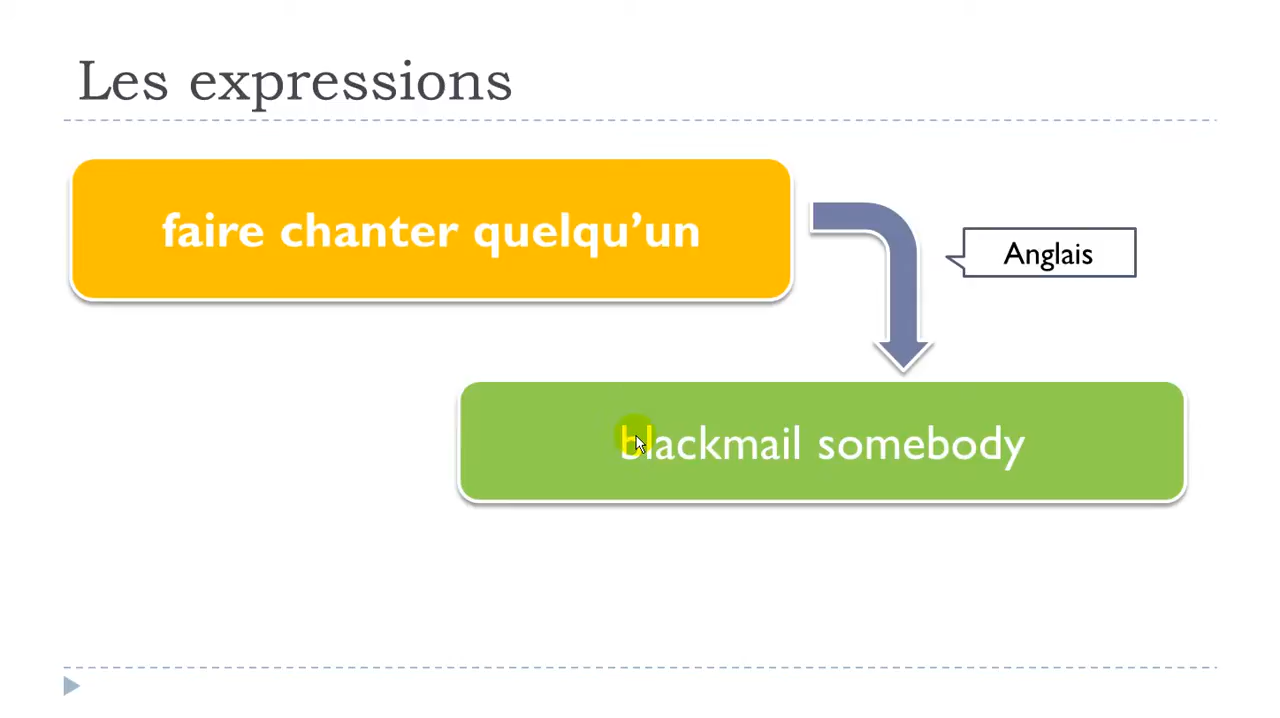 Les expressions
faire chanter quelqu’un
Anglais
blackmail somebody